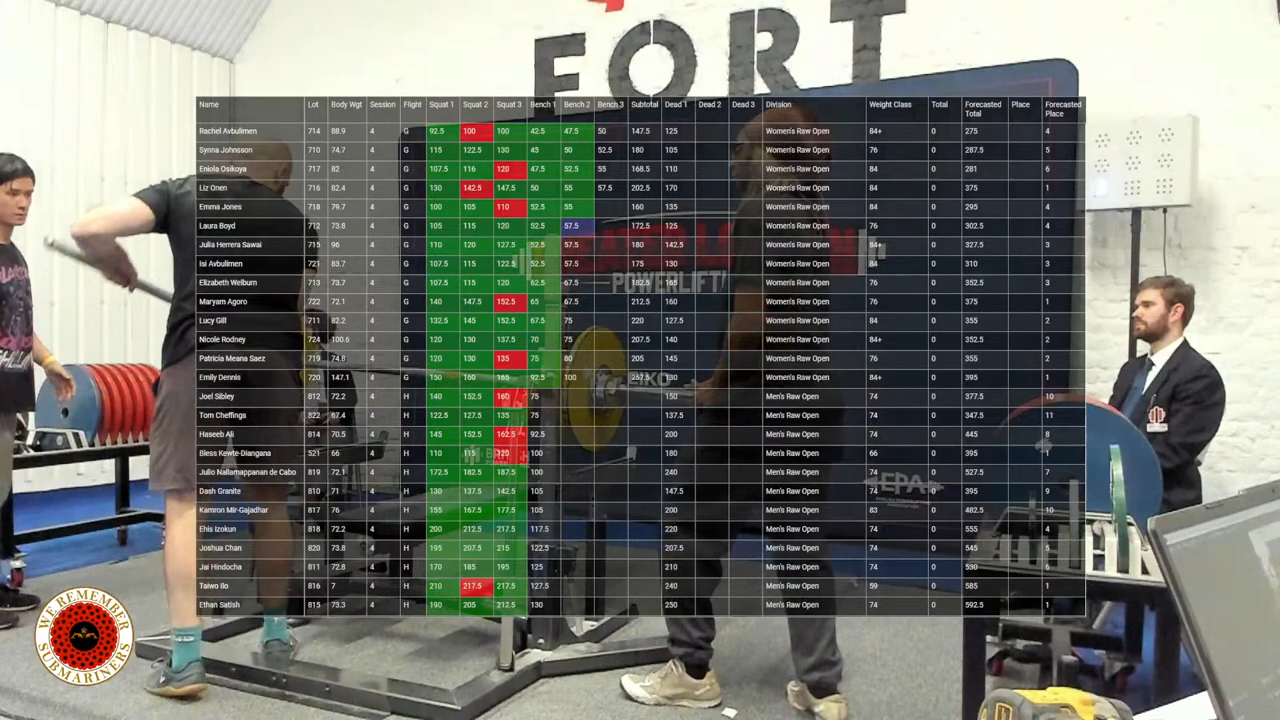 FORT
Name Lot Body Wgt Session Flight Squat 1 Squat 2 Squat 3 Bench 1 Bench 2 Bench 3 Subtotal Dead 1 Dead 2 Dead 3 Division Weight Class Total Forecasted Total Place Forecasted Place
Rachel Avbulimen 714 88.9 4 G 92.5 100 100 42.5 47.5 50 147.5 125 Women's Raw Open 84+ 0 275 4
Synna Johnsson 710 74.7 4 G 115 122.5 130 45 50 52.5 180 105 Women's Raw Open 76 0 287.5 5
Eniola Osikoya 717 82 4 G 107.5 116 120 47.5 52.5 55 168.5 110 Women's Raw Open 84 0 281 6
Liz Onen 716 82.4 4 G 130 142.5 147.5 50 55 57.5 202.5 170 Women's Raw Open 84 0 375 1
Emma Jones 718 79.7 4 G 100 105 110 52.5 55 160 135 Women's Raw Open 84 0 295 4
Laura Boyd 712 73.8 4 G 105 115 120 52.5 57.5 172.5 125 Women's Raw Open 76 0 302.5 4
Julia Herrera Sawai 715 96 4 G 110 120 127.5 52.5 57.5 180 142.5 Women's Raw Open 84+ 0 327.5 3
Isi Avbulimen 721 83.7 4 G 107.5 115 122.5 52.5 57.5 175 130 Women's Raw Open 84 0 310 3
Elizabeth Welburn 713 73.7 4 G 107.5 115 120 62.5 67.5 182.5 165 Women's Raw Open 76 0 352.5 3
Maryam Agoro 722 72.1 4 G 140 147.5 152.5 65 67.5 212.5 160 Women's Raw Open 76 0 375 1
Lucy Gill 711 82.2 4 G 132.5 145 152.5 67.5 75 220 127.5 Women's Raw Open 84 0 355 2
Nicole Rodney 724 100.6 4 G 120 130 137.5 70 75 207.5 140 Women's Raw Open 84+ 0 352.5 2
Patricia Meana Saez 719 74.8 4 G 120 130 135 75 80 205 145 Women's Raw Open 76 0 355 2
Emily Dennis 720 147.1 4 G 150 160 165 92.5 100 257.5 130 Women's Raw Open 84+ 0 395 1
Joel Sibley 812 72.2 4 H 140 152.5 160 75 150 Men's Raw Open 74 0 377.5 10
Tom Cheffings 822 67.4 4 H 122.5 127.5 135 75 137.5 Men's Raw Open 74 0 347.5 11
Haseeb Ali 814 70.5 4 H 145 152.5 162.5 92.5 200 Men's Raw Open 74 0 445 8
Bless Kewte-Diangana 521 66 4 H 110 115 120 100 180 Men's Raw Open 66 0 395 1
Julio Nallamappanan de Cabo 819 72.1 4 H 172.5 182.5 187.5 100 240 Men's Raw Open 74 0 527.5 7
Dash Granite 810 71 4 H 130 137.5 142.5 105 147.5 Men's Raw Open 74 0 395 9
Kamron Mir-Gajadhar 817 76 4 H 155 167.5 177.5 105 200 Men's Raw Open 83 0 482.5 10
Ehis Izokun 818 72.2 4 H 200 212.5 217.5 117.5 220 Men's Raw Open 74 0 555 4
Joshua Chan 820 73.8 4 H 195 207.5 215 122.5 207.5 Men's Raw Open 74 0 545 5
Jai Hindocha 811 72.8 4 H 170 185 195 125 210 Men's Raw Open 74 0 530 6
Taiwo Ilo 816 7 4 H 210 217.5 217.5 127.5 240 Men's Raw Open 59 0 585 1
Ethan Satish 815 73.3 4 H 190 205 212.5 130 250 Men's Raw Open 74 0 592.5 1
POWERLIFT
EPA
WE REMEMBER SUBMARINERS